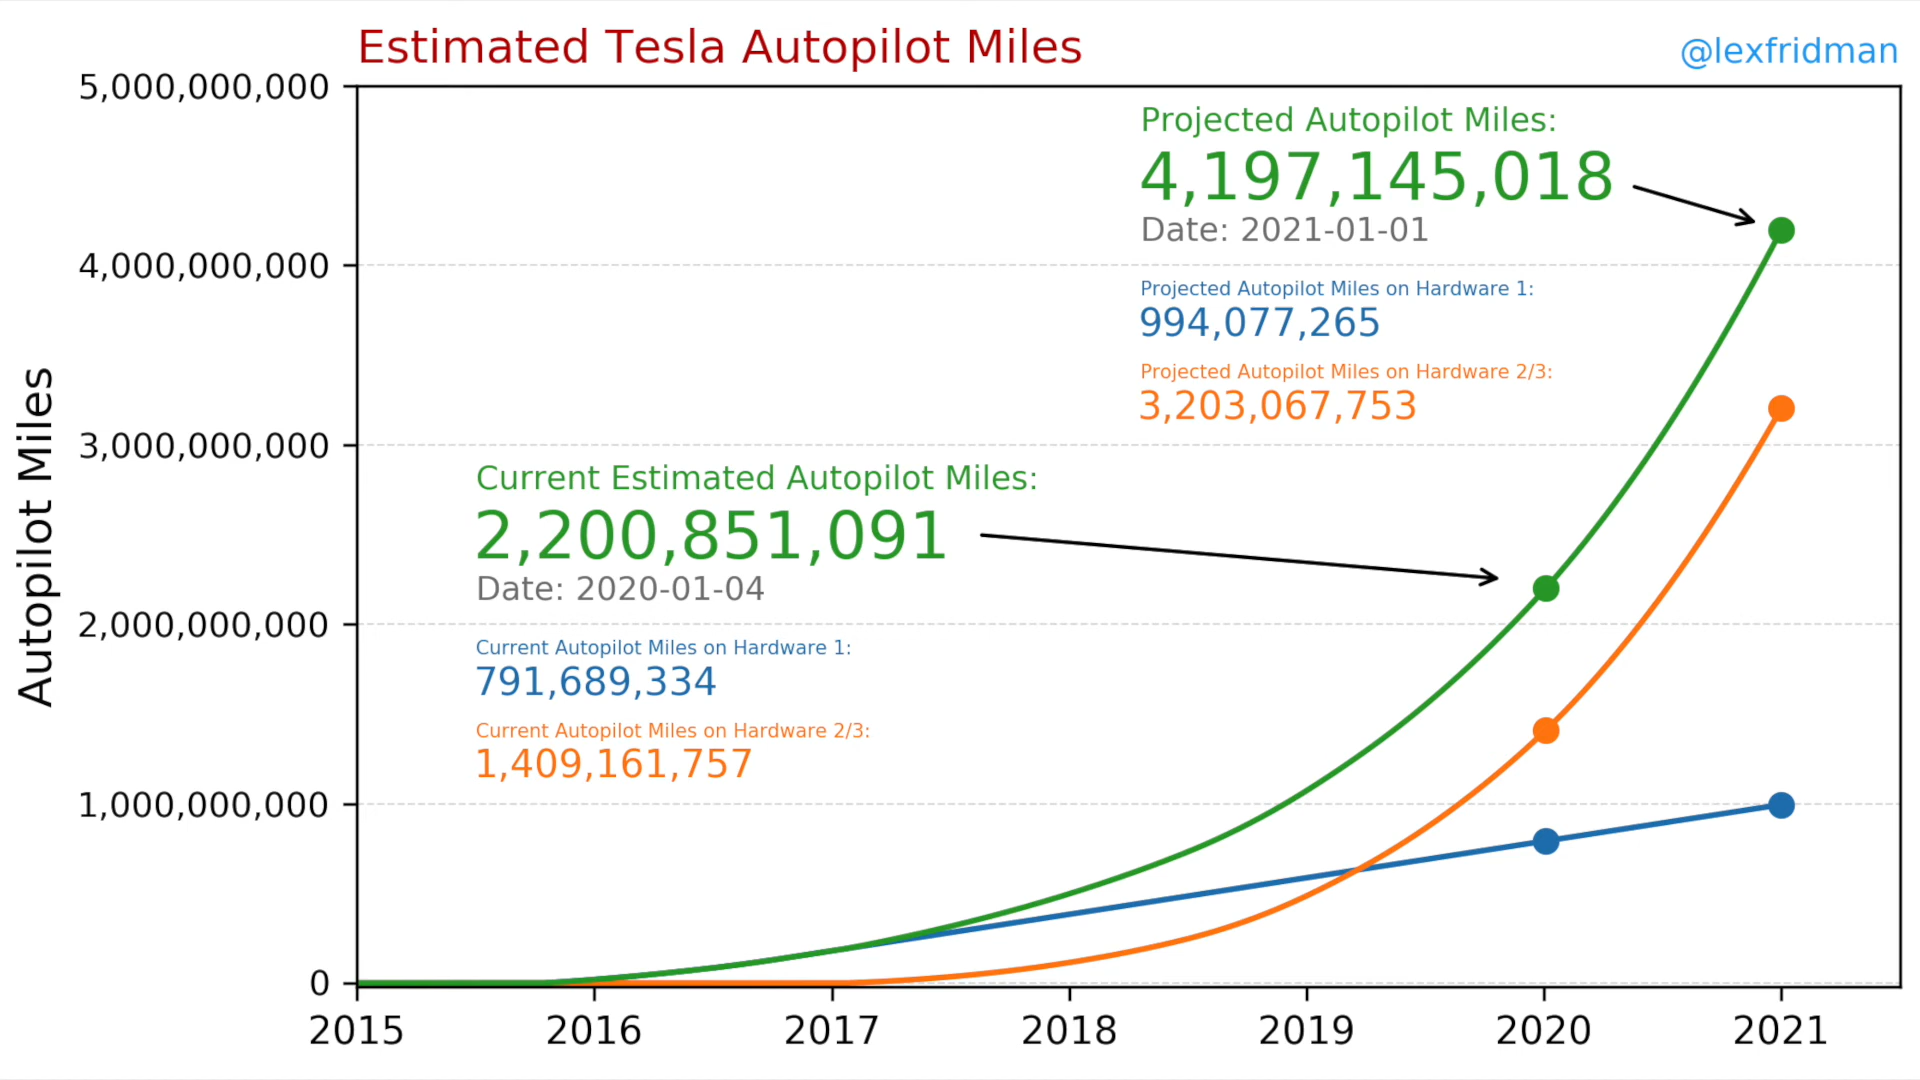 Estimated Tesla Autopilot Miles
@lexfridman
5,000,000,000
4,000,000,000
3,000,000,000
2,000,000,000
1,000,000,000
0
Autopilot Miles
Projected Autopilot Miles:
4,197,145,018
Date: 2021-01-01
Projected Autopilot Miles on Hardware 1:
994,077,265
Projected Autopilot Miles on Hardware 2/3:
3,203,067,753
Current Estimated Autopilot Miles:
2,200,851,091
Date: 2020-01-04
Current Autopilot Miles on Hardware 1:
791,689,334
Current Autopilot Miles on Hardware 2/3:
1,409,161,757
2015 2016 2017 2018 2019 2020 2021